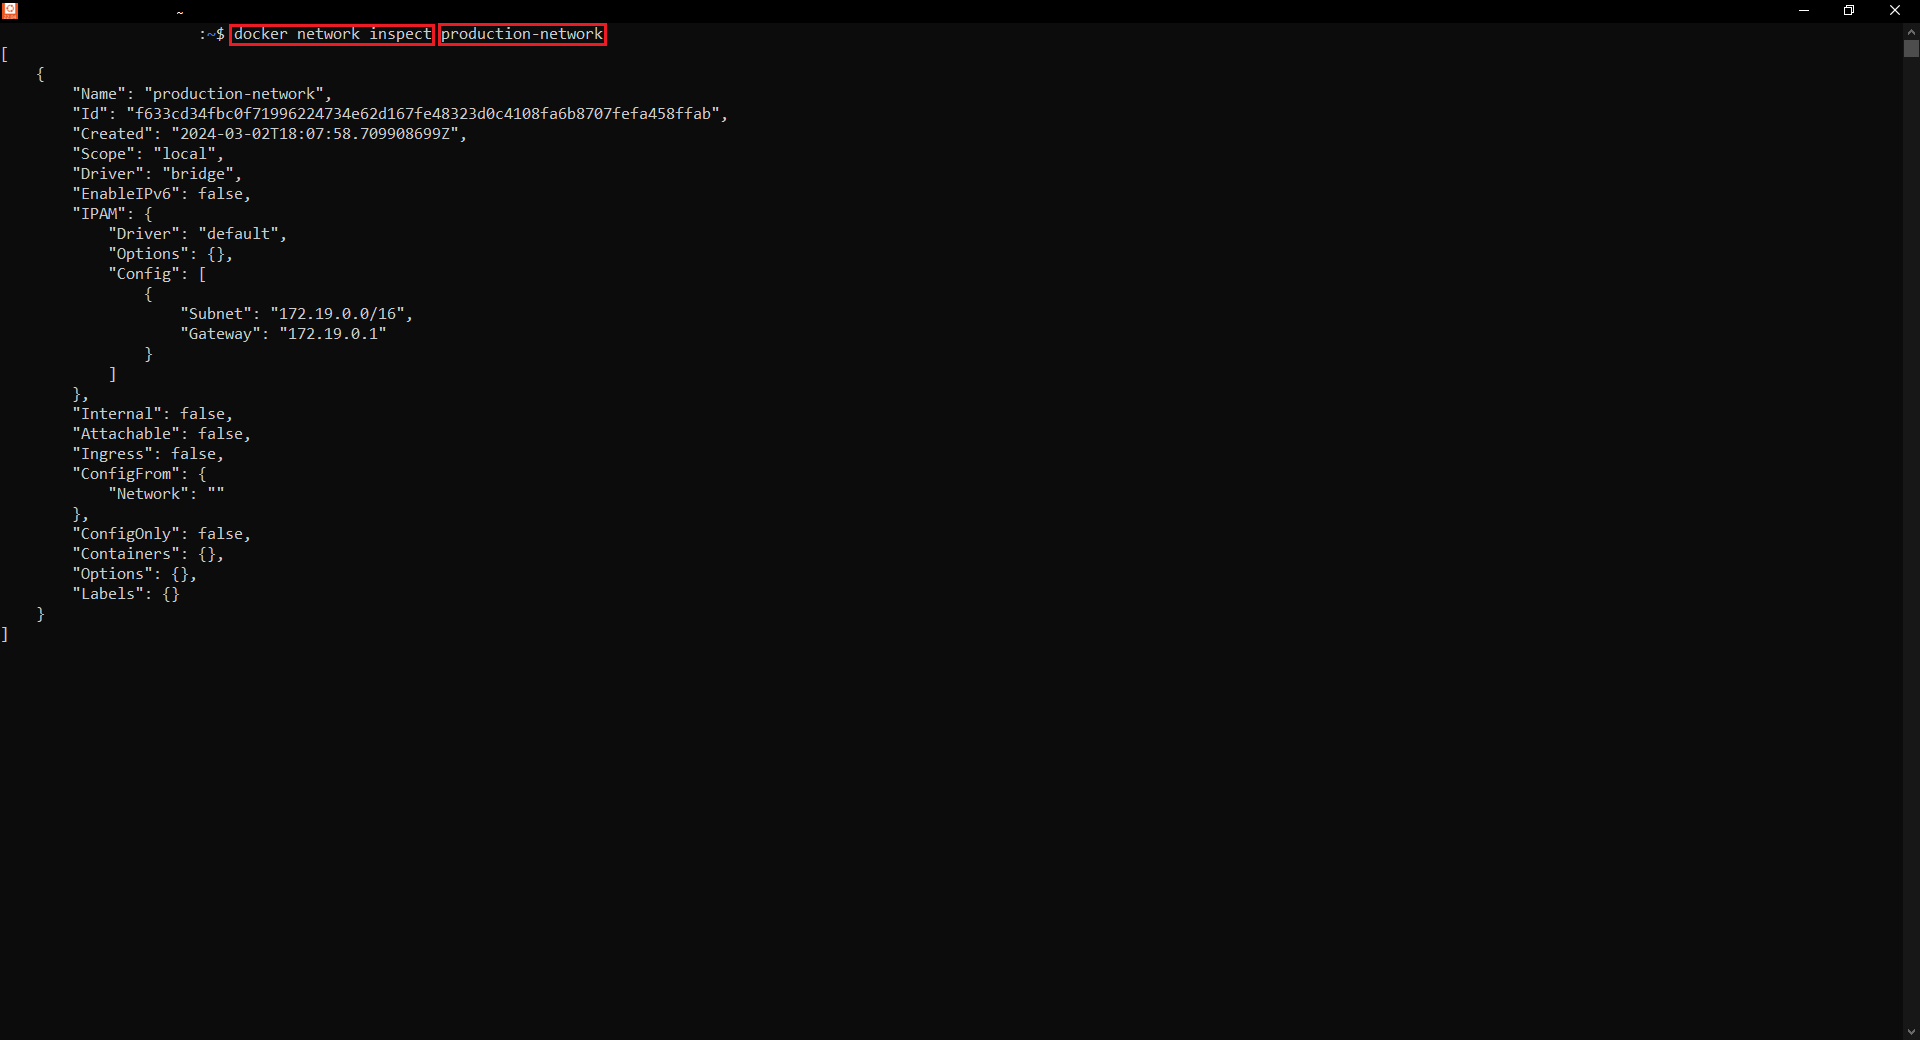 ~
:~$ docker network inspect production-network
[
    {
        "Name": "production-network",
        "Id": "f633cd34fbc0f71996224734e62d167fe48323d0c4108fa6b8707fefa458ffab",
        "Created": "2024-03-02T18:07:58.709908699Z",
        "Scope": "local",
        "Driver": "bridge",
        "EnableIPv6": false,
        "IPAM": {
            "Driver": "default",
            "Options": {},
            "Config": [
                {
                    "Subnet": "172.19.0.0/16",
                    "Gateway": "172.19.0.1"
                }
            ]
        },
        "Internal": false,
        "Attachable": false,
        "Ingress": false,
        "ConfigFrom": {
            "Network": ""
        },
        "ConfigOnly": false,
        "Containers": {},
        "Options": {},
        "Labels": {}
    }
]